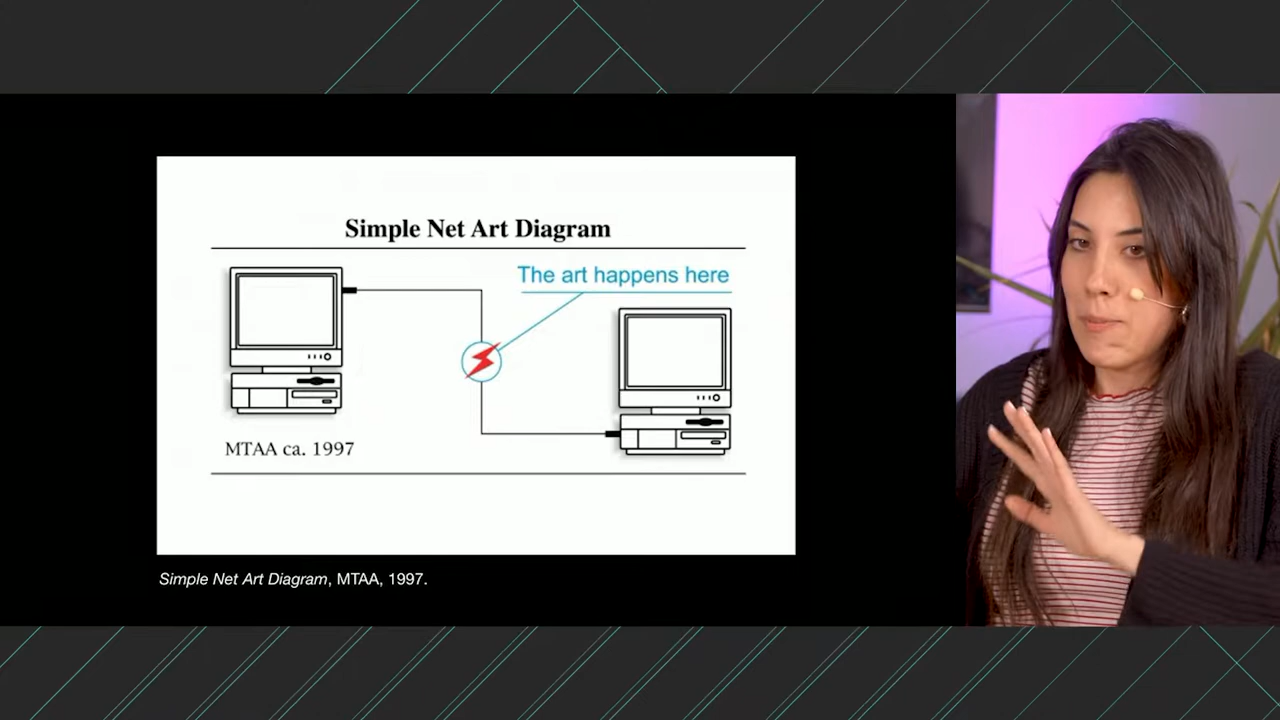 Simple Net Art Diagram
The art happens here
MTAA ca. 1997
Simple Net Art Diagram, MTAA, 1997.